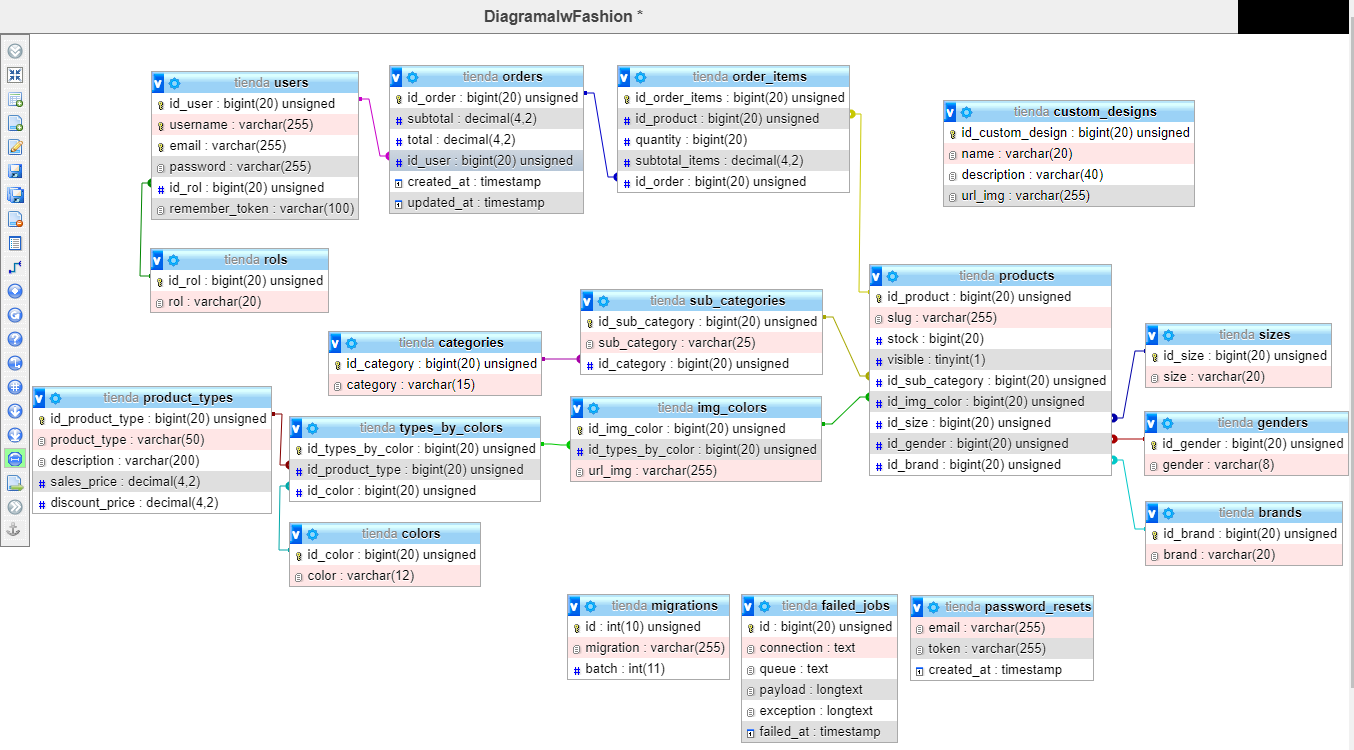 DiagramalwFashion *
tienda users
id_user : bigint(20) unsigned
username : varchar(255)
email : varchar(255)
password : varchar(255)
id_rol : bigint(20) unsigned
remember_token : varchar(100)
tienda orders
id_order : bigint(20) unsigned
subtotal : decimal(4,2)
total : decimal(4,2)
id_user : bigint(20) unsigned
created_at : timestamp
updated_at : timestamp
tienda order_items
id_order_items : bigint(20) unsigned
id_product : bigint(20) unsigned
quantity : bigint(20)
subtotal_items : decimal(4,2)
id_order : bigint(20) unsigned
tienda custom_designs
id_custom_design : bigint(20) unsigned
name : varchar(20)
description : varchar(40)
url_img : varchar(255)
tienda rols
id_rol : bigint(20) unsigned
rol : varchar(20)
tienda categories
id_category : bigint(20) unsigned
category : varchar(15)
tienda sub_categories
id_sub_category : bigint(20) unsigned
sub_category : varchar(25)
id_category : bigint(20) unsigned
tienda products
id_product : bigint(20) unsigned
slug : varchar(255)
stock : bigint(20)
visible : tinyint(1)
id_sub_category : bigint(20) unsigned
id_img_color : bigint(20) unsigned
id_size : bigint(20) unsigned
id_gender : bigint(20) unsigned
id_brand : bigint(20) unsigned
tienda sizes
id_size : bigint(20) unsigned
size : varchar(20)
tienda product_types
id_product_type : bigint(20) unsigned
product_type : varchar(50)
description : varchar(200)
sales_price : decimal(4,2)
discount_price : decimal(4,2)
tienda types_by_colors
id_types_by_color : bigint(20) unsigned
id_product_type : bigint(20) unsigned
id_color : bigint(20) unsigned
tienda img_colors
id_img_color : bigint(20) unsigned
id_types_by_color : bigint(20) unsigned
url_img : varchar(255)
tienda genders
id_gender : bigint(20) unsigned
gender : varchar(8)
tienda colors
id_color : bigint(20) unsigned
color : varchar(12)
tienda brands
id_brand : bigint(20) unsigned
brand : varchar(20)
tienda migrations
id : int(10) unsigned
migration : varchar(255)
batch : int(11)
tienda failed_jobs
id : bigint(20) unsigned
connection : text
queue : text
payload : longtext
exception : longtext
failed_at : timestamp
tienda password_resets
email : varchar(255)
token : varchar(255)
created_at : timestamp